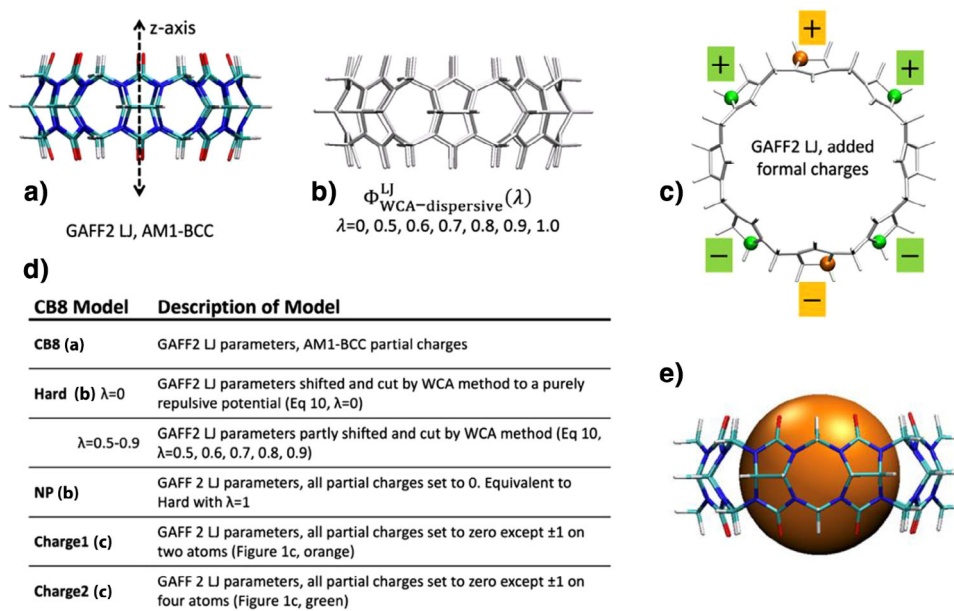 z-axis
a)
GAFF2 LJ, AM1-BCC
b)
Φ^LJ_WCA−dispersive(λ)
λ=0, 0.5, 0.6, 0.7, 0.8, 0.9, 1.0
+
+
+
GAFF2 LJ, added
formal charges
c)
−
−
−
d)
CB8 Model Description of Model
CB8 (a) GAFF2 LJ parameters, AM1-BCC partial charges
Hard (b) λ=0 GAFF2 LJ parameters shifted and cut by WCA method to a purely
repulsive potential (Eq 10, λ=0)
λ=0.5-0.9 GAFF2 LJ parameters partly shifted and cut by WCA method (Eq 10,
λ=0.5, 0.6, 0.7, 0.8, 0.9)
NP (b) GAFF 2 LJ parameters, all partial charges set to 0. Equivalent to
Hard with λ=1
Charge1 (c) GAFF 2 LJ parameters, all partial charges set to zero except ±1 on
two atoms (Figure 1c, orange)
Charge2 (c) GAFF 2 LJ parameters, all partial charges set to zero except ±1 on
four atoms (Figure 1c, green)
e)